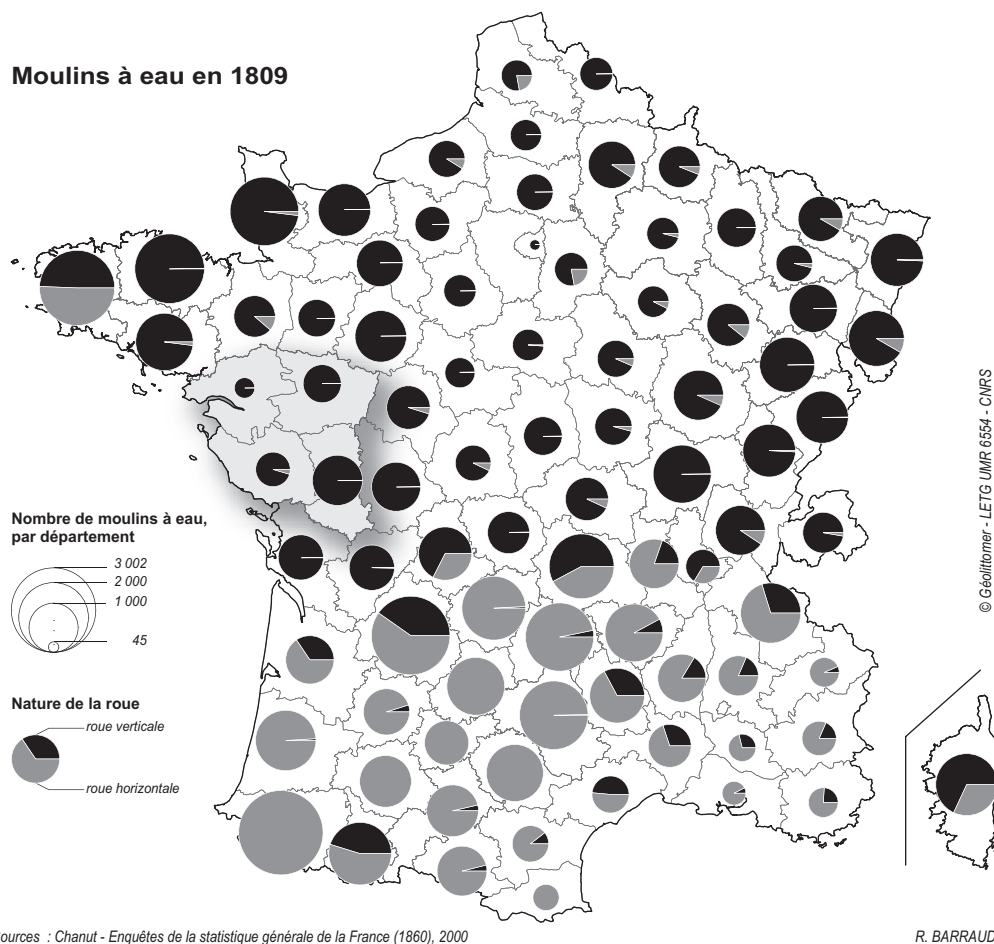 Moulins à eau en 1809
Nombre de moulins à eau,
par département
3 002
2 000
1 000
45
Nature de la roue
roue verticale
roue horizontale
© Géolittomer - LETG UMR 6554 - CNRS
ources : Chanut - Enquêtes de la statistique générale de la France (1860), 2000
R. BARRAUD